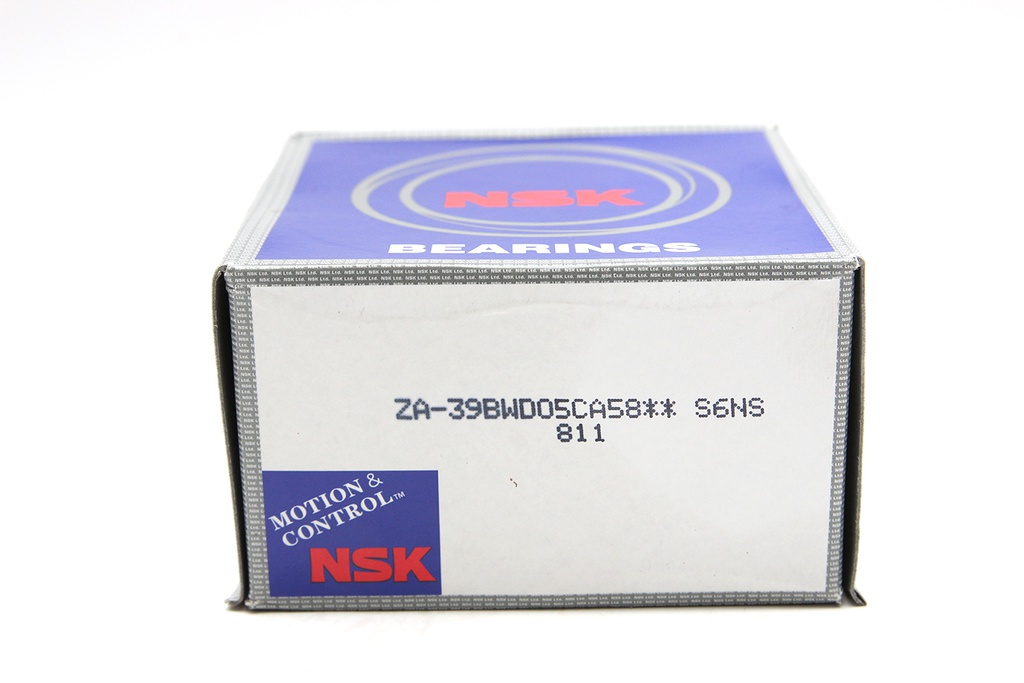 NSK
BEARINGS
ZA-39BWD05CA58** S6NS
811
MOTION &
CONTROL™
NSK